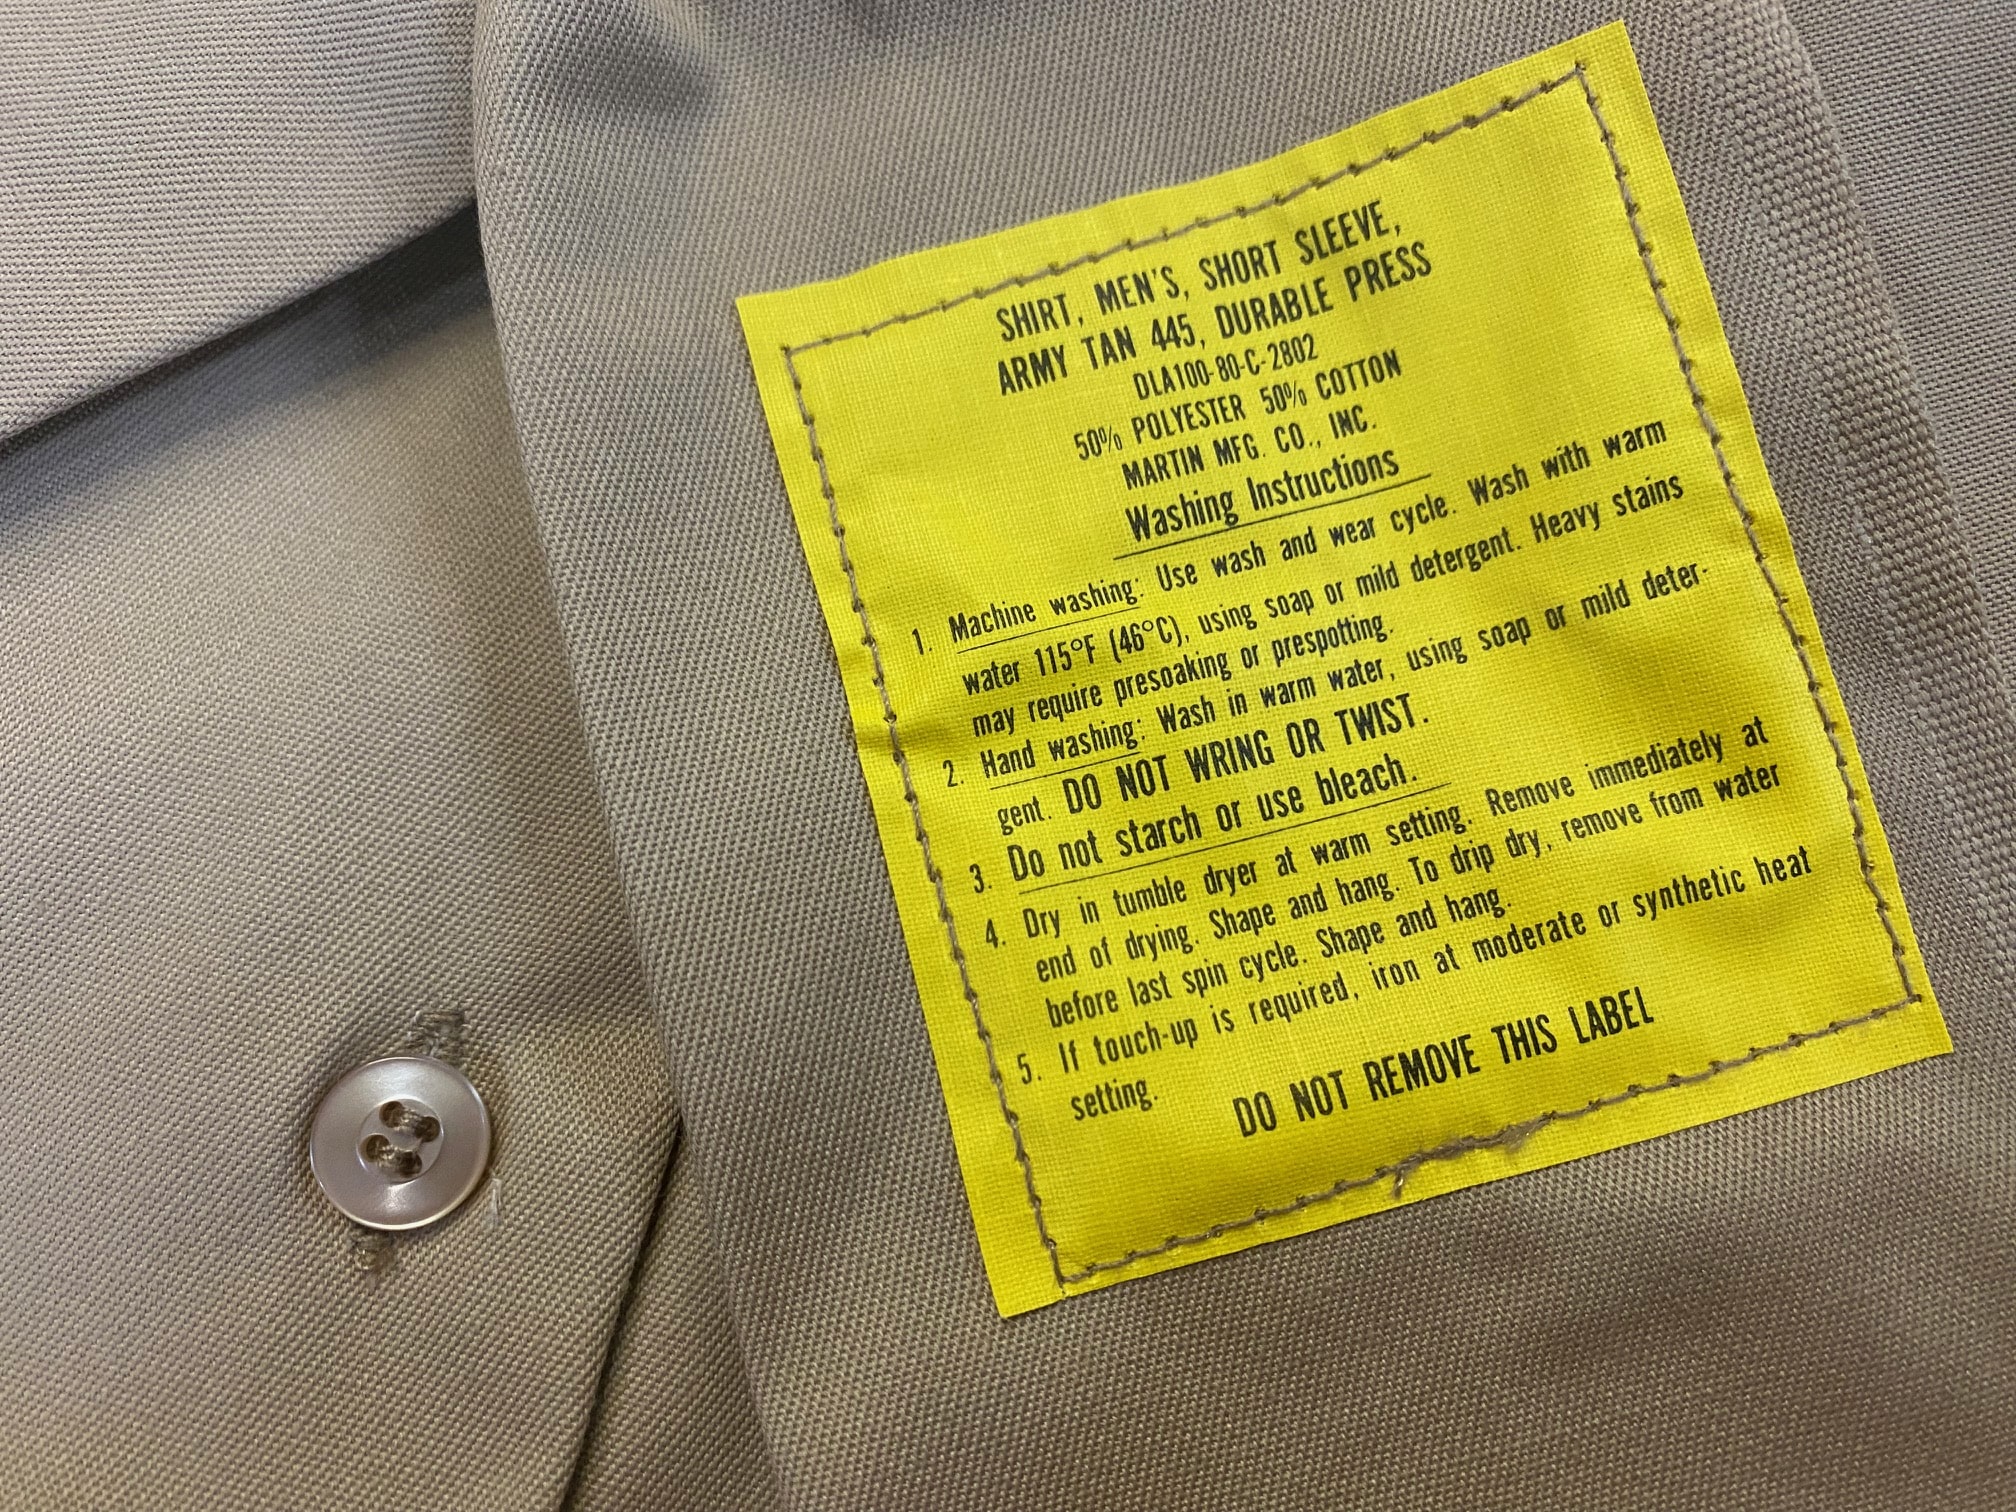 SHIRT, MEN'S, SHORT SLEEVE,
ARMY TAN 445, DURABLE PRESS
DLA100-80-C-2802
50% POLYESTER 50% COTTON
MARTIN MFG. CO., INC.
Washing Instructions
1. Machine washing: Use wash and wear cycle. Wash with warm
water 115°F (46°C), using soap or mild detergent. Heavy stains
may require presoaking or prespotting.
2. Hand washing: Wash in warm water, using soap or mild deter-
gent. DO NOT WRING OR TWIST.
3. Do not starch or use bleach.
4. Dry in tumble dryer at warm setting. Remove immediately at
end of drying. Shape and hang. To drip dry, remove from water
before last spin cycle. Shape and hang.
5. If touch-up is required, iron at moderate or synthetic heat
setting.
DO NOT REMOVE THIS LABEL